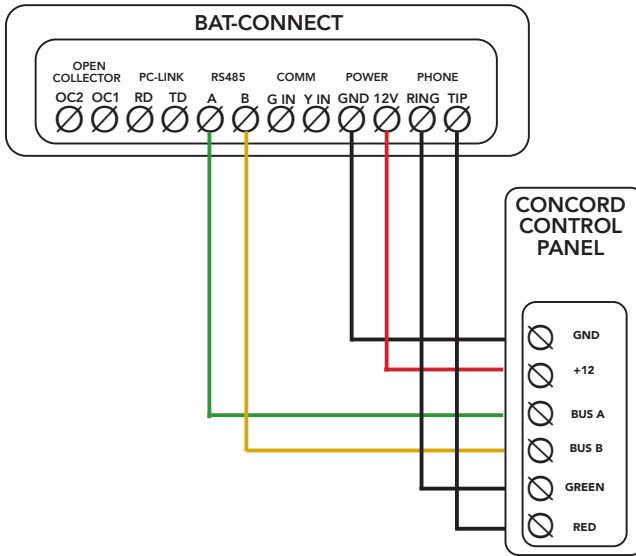 BAT-CONNECT
OPEN
COLLECTOR PC-LINK RS485 COMM POWER PHONE
OC2 OC1 RD TD A B G IN Y IN GND 12V RING TIP
CONCORD
CONTROL
PANEL
GND
+12
BUS A
BUS B
GREEN
RED